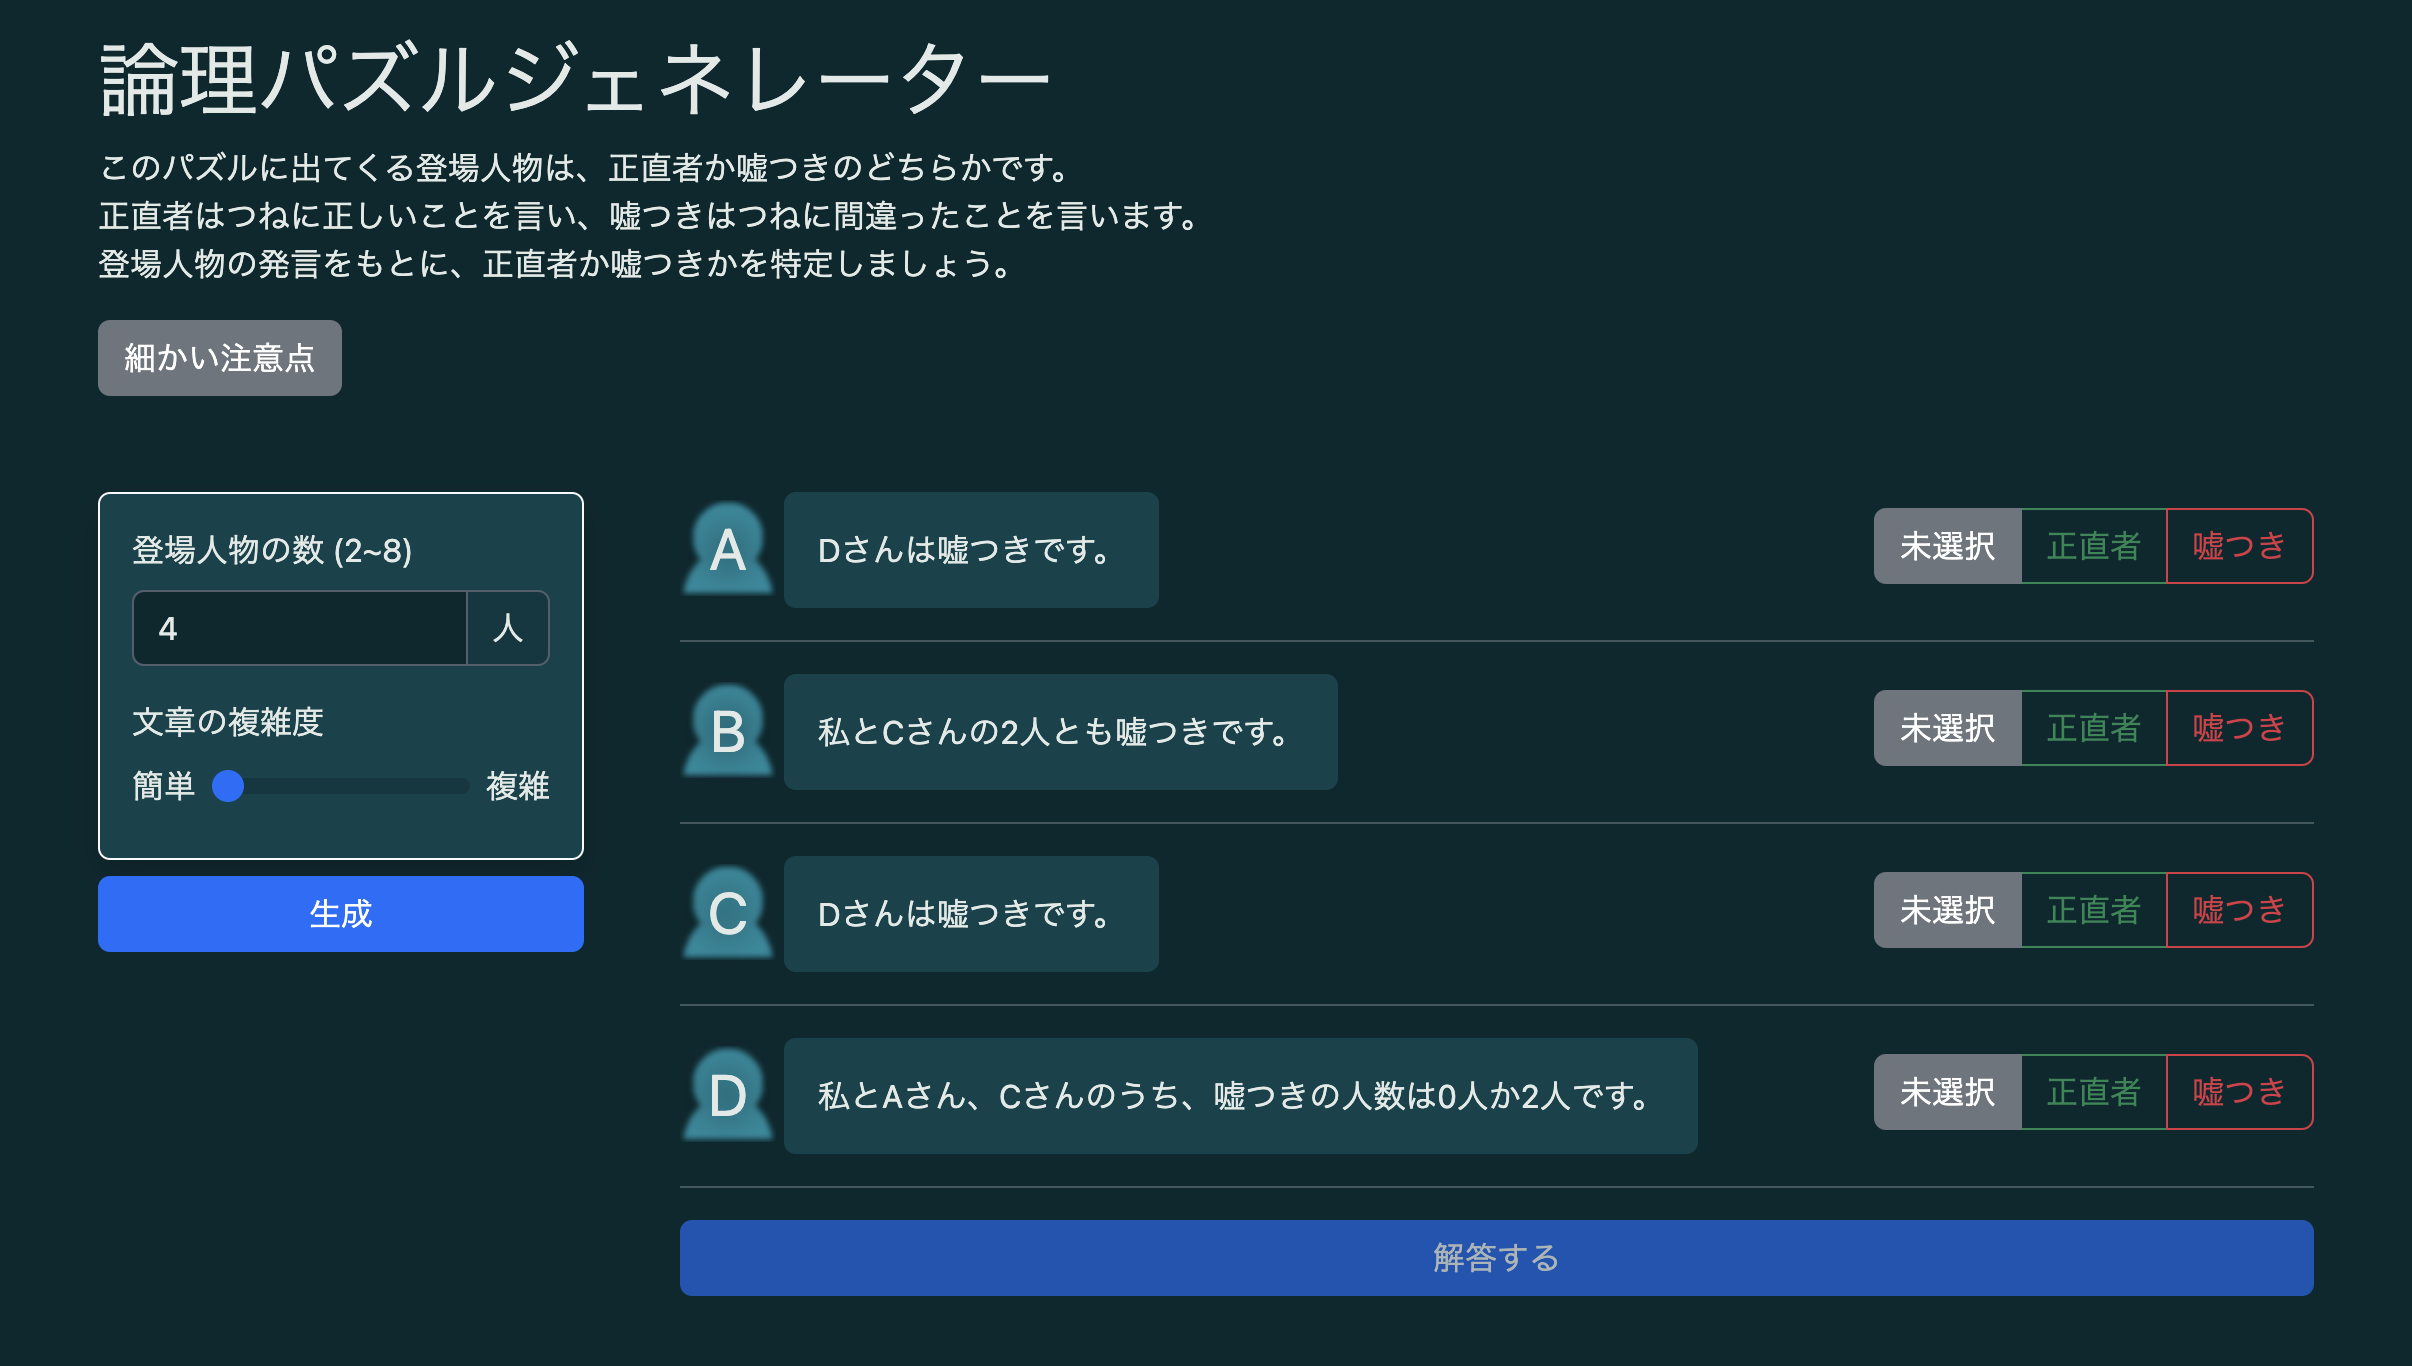 論理パズルジェネレーター
このパズルに出てくる登場人物は、正直者か嘘つきのどちらかです。
正直者はつねに正しいことを言い、嘘つきはつねに間違ったことを言います。
登場人物の発言をもとに、正直者か嘘つきかを特定しましょう。
細かい注意点
登場人物の数 (2~8)
4 人
文章の複雑度
簡単 複雑
生成
A Dさんは嘘つきです。 未選択 正直者 嘘つき
B 私とCさんの2人とも嘘つきです。 未選択 正直者 嘘つき
C Dさんは嘘つきです。 未選択 正直者 嘘つき
D 私とAさん、Cさんのうち、嘘つきの人数は0人か2人です。 未選択 正直者 嘘つき
解答する